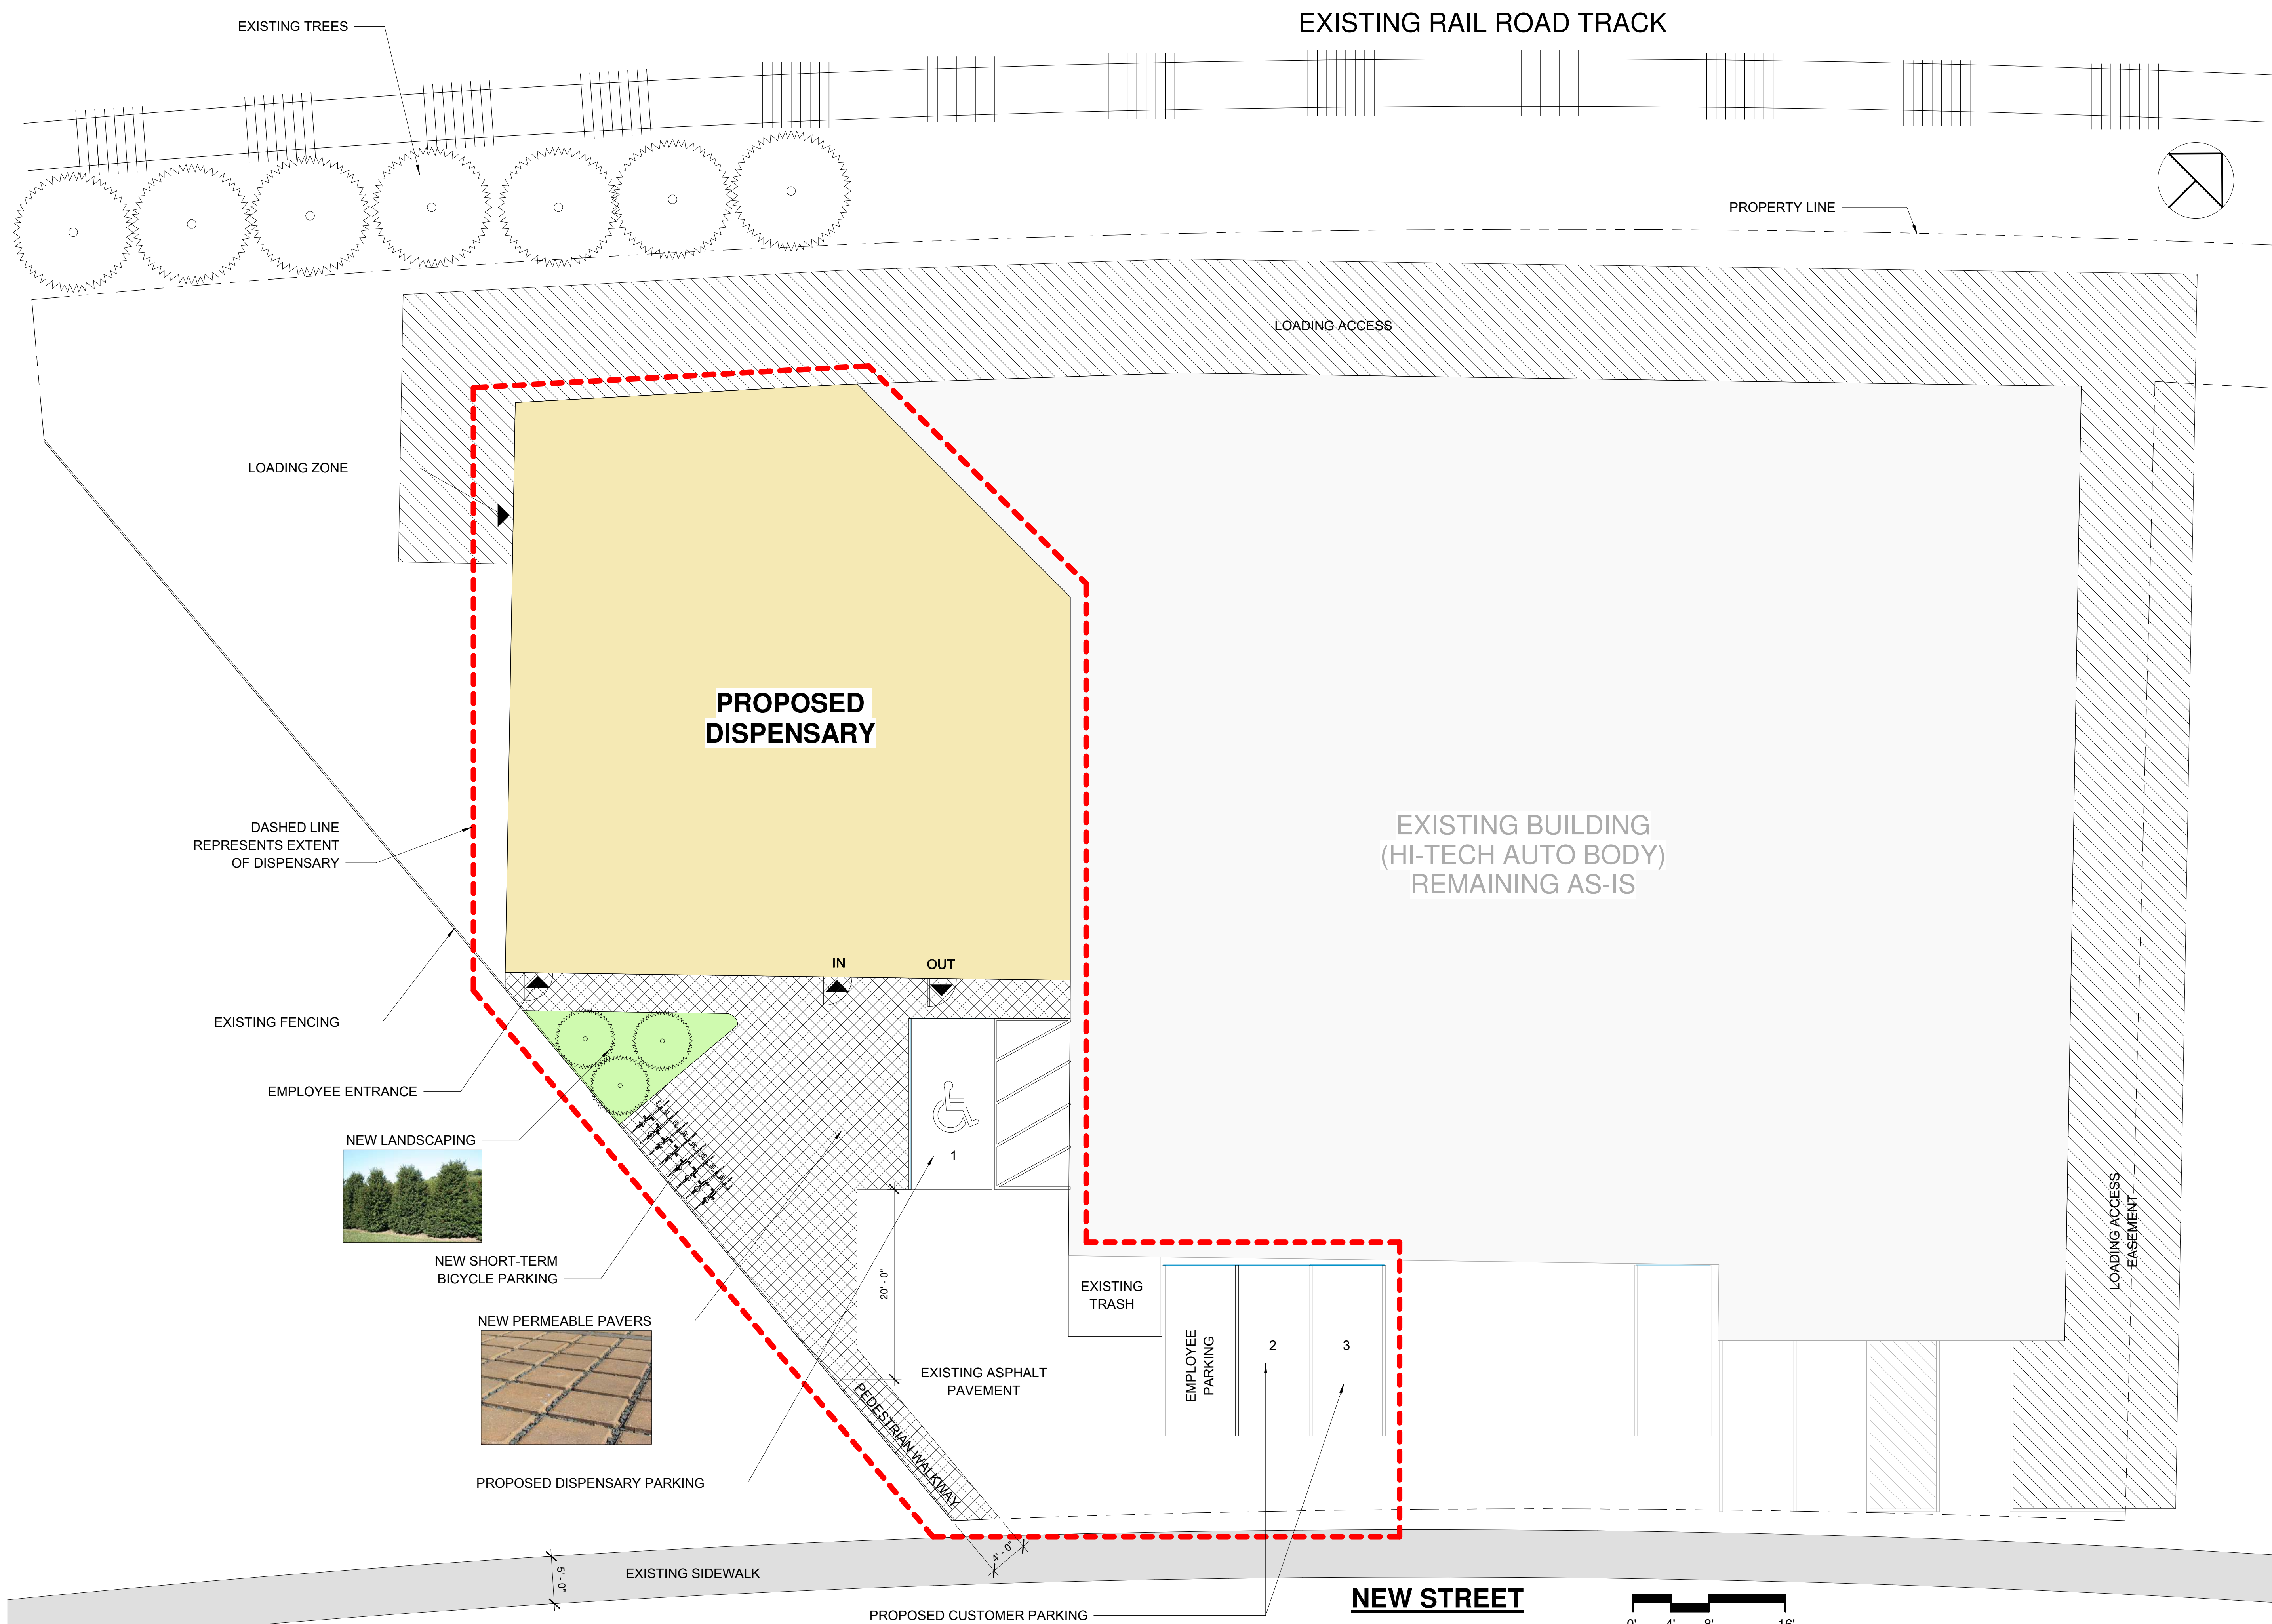 EXISTING TREES
EXISTING RAIL ROAD TRACK
PROPERTY LINE
LOADING ACCESS
LOADING ZONE
PROPOSED
DISPENSARY
EXISTING BUILDING
(HI-TECH AUTO BODY)
REMAINING AS-IS
DASHED LINE
REPRESENTS EXTENT
OF DISPENSARY
IN
OUT
EXISTING FENCING
EMPLOYEE ENTRANCE
NEW LANDSCAPING
1
LOADING ACCESS
EASEMENT
NEW SHORT-TERM
BICYCLE PARKING
20' - 0"
EXISTING
TRASH
NEW PERMEABLE PAVERS
EMPLOYEE
PARKING
2
3
EXISTING ASPHALT
PAVEMENT
PEDESTRIAN WALKWAY
PROPOSED DISPENSARY PARKING
4' - 0"
5' - 0"
EXISTING SIDEWALK
NEW STREET
PROPOSED CUSTOMER PARKING
0' 4' 8' 16'